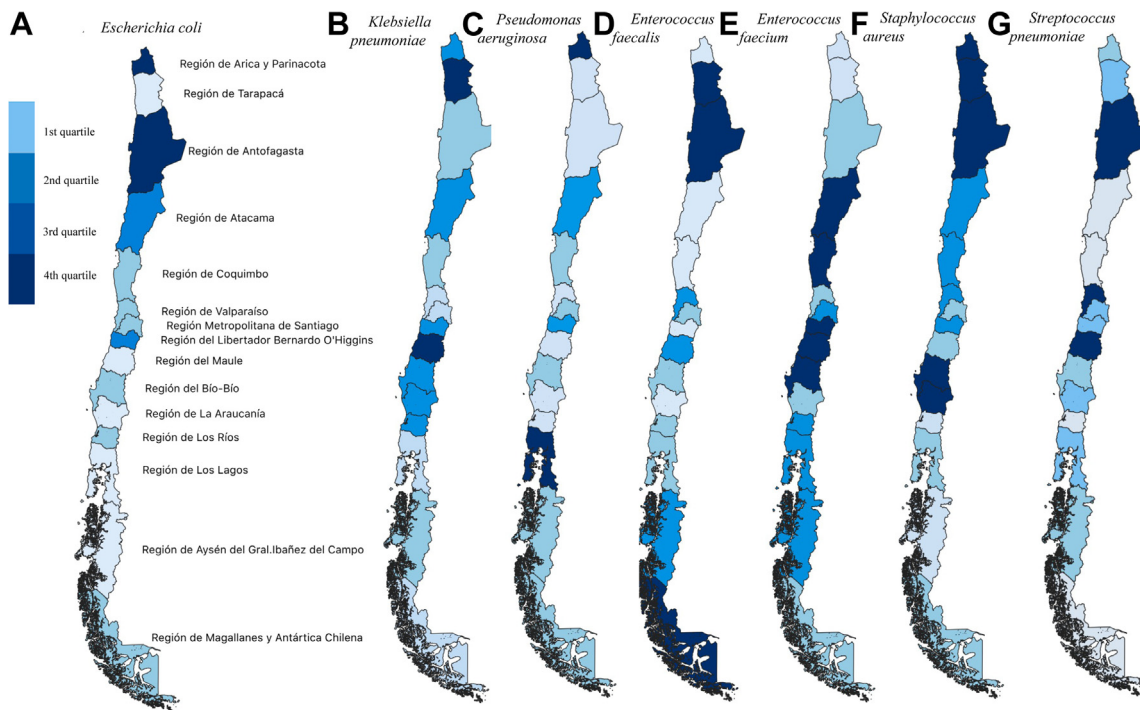 A
Escherichia coli
B
Klebsiella
pneumoniae
C
Pseudomonas
aeruginosa
D
Enterococcus
faecalis
E
Enterococcus
faecium
F
Staphylococcus
aureus
G
Streptococcus
pneumoniae
Región de Arica y Parinacota
Región de Tarapacá
1st quartile
Región de Antofagasta
2nd quartile
Región de Atacama
3rd quartile
4th quartile
Región de Coquimbo
Región de Valparaíso
Región Metropolitana de Santiago
Región del Libertador Bernardo O'Higgins
Región del Maule
Región del Bío-Bío
Región de La Araucanía
Región de Los Ríos
Región de Los Lagos
Región de Aysén del Gral.Ibañez del Campo
Región de Magallanes y Antártica Chilena